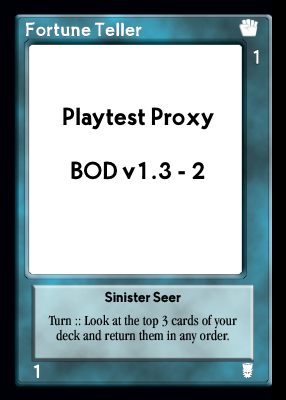 Fortune Teller
1
Playtest Proxy
BOD v1.3 - 2
Sinister Seer
Turn :: Look at the top 3 cards of your
deck and return them in any order.
1